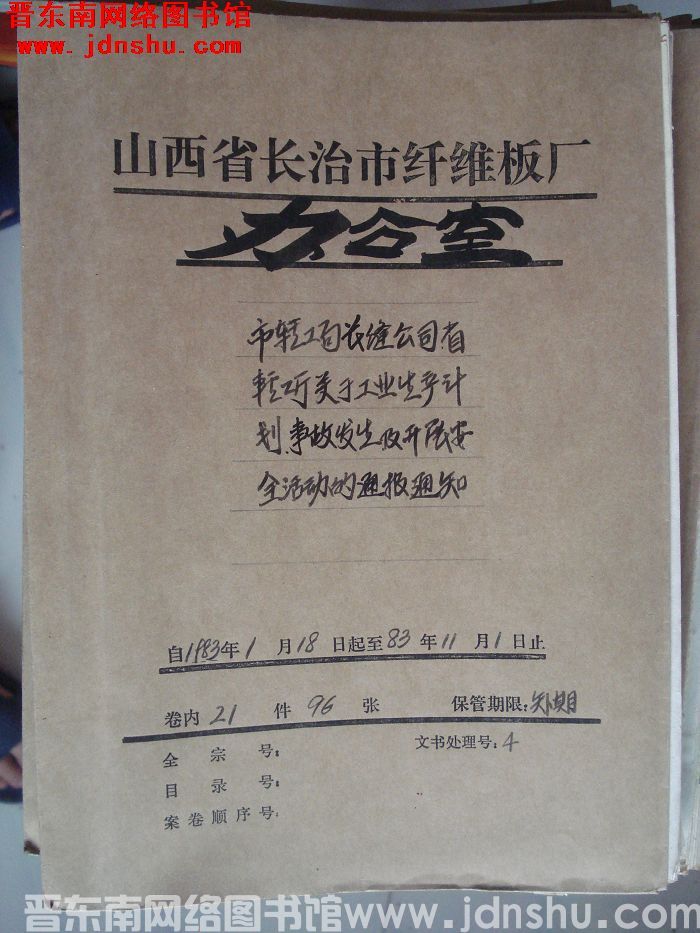 晋东南网络图书馆
www.jdnshu.com
山西省长治市纤维板厂
办公室
市轻工局、长缝公司、省
轻工厅关于工业生产计
划、事故发生及开展安
全活动的通报通知
自1983年1月18日起至83年11月1日止
卷内21件96张 保管期限:短期
全宗号: 文书处理号:4
目录号:
案卷顺序号:
晋东南网络图书馆www.jdnshu.com